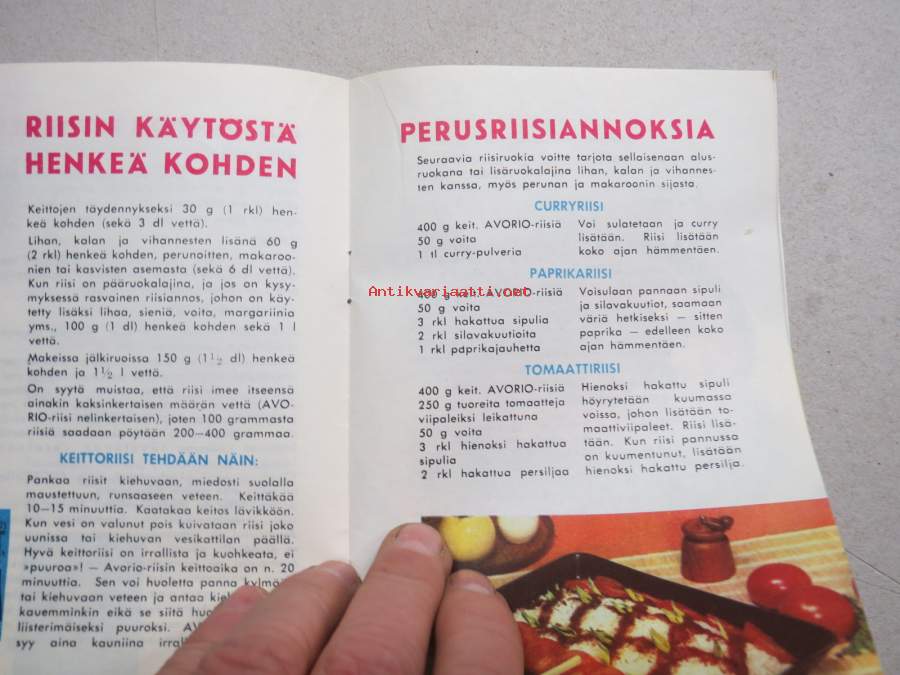 RIISIN KÄYTÖSTÄ
HENKEÄ KOHDEN
Keittojen täydennykseksi 30 g (1 rkl) hen-
keä kohden (sekä 3 dl vettä).
Lihan, kalan ja vihannesten lisänä 60 g
(2 rkl) henkeä kohden, perunoitten, makaroo-
nien tai kasvisten asemasta (sekä 6 dl vettä).
Kun riisi on pääruokalajina, ja jos on kysy-
myksessä rasvainen riisiannos, johon on käy-
tetty lisäksi lihaa, sieniä, voita, margariinia
yms., 100 g (1 dl) henkeä kohden sekä 1 l
vettä.
Makeissa jälkiruoissa 150 g (1½ dl) henkeä
kohden ja 1½ l vettä.
On syytä muistaa, että riisi imee itseensä
ainakin kaksinkertaisen määrän vettä (AVO-
RIO-riisi nelinkertaisen), joten 100 grammasta
riisiä saadaan pöytään 200—400 grammaa.
KEITTORIISI TEHDÄÄN NÄIN:
Pankaa riisit kiehuvaan, miedosti suolalla
maustettuun, runsaaseen veteen. Keittäkää
10—15 minuuttia. Kaatakaa keitos lävikköön.
Kun vesi on valunut pois kuivataan riisi joko
uunissa tai kiehuvan vesikattilan päällä.
Hyvä keittoriisi on irrallista ja kuohkeata, ei
»puuroa»! — Avorio-riisin keittoaika on n. 20
minuuttia. Sen voi huoletta panna kylmään
tai kiehuvaan veteen ja antaa
kauemminkin eikä se siitä
liisterimäiseksi puuroksi.
syy aina kauniina
PERUSRIISIANNOKSIA
Seuraavia riisiruokia voitte tarjota sellaisenaan alus-
ruokana tai lisäruokalajina lihan, kalan ja vihannes-
ten kanssa, myös perunan ja makaroonin sijasta.
CURRYRIISI
400 g keit. AVORIO-riisiä
50 g voita
1 tl curry-pulveria
Voi sulatetaan ja curry
lisätään. Riisi lisätään
koko ajan hämmentäen.
PAPRIKARIISI
Antikvariaatti.net
400 g keit. AVORIO-riisiä
50 g voita
3 rkl hakattua sipulia
2 rkl silavakuutioita
1 rkl paprikajauhetta
Voisulaan pannaan sipuli
ja silavakuutiot, saamaan
väriä hetkiseksi — sitten
paprika — edelleen koko
ajan hämmentäen.
TOMAATTIRIISI
400 g keit. AVORIO-riisiä
250 g tuoreita tomaatteja
viipaleiksi leikattuna
50 g voita
3 rkl hienoksi hakattua
sipulia
2 rkl hakattua persiljaa
Hienoksi hakattu sipuli
höyrytetään kuumassa
voissa, johon lisätään to-
maattiviipaleet. Riisi lisä-
tään. Kun riisi pannussa
on kuumentunut, lisätään
hienoksi hakattu persilja.